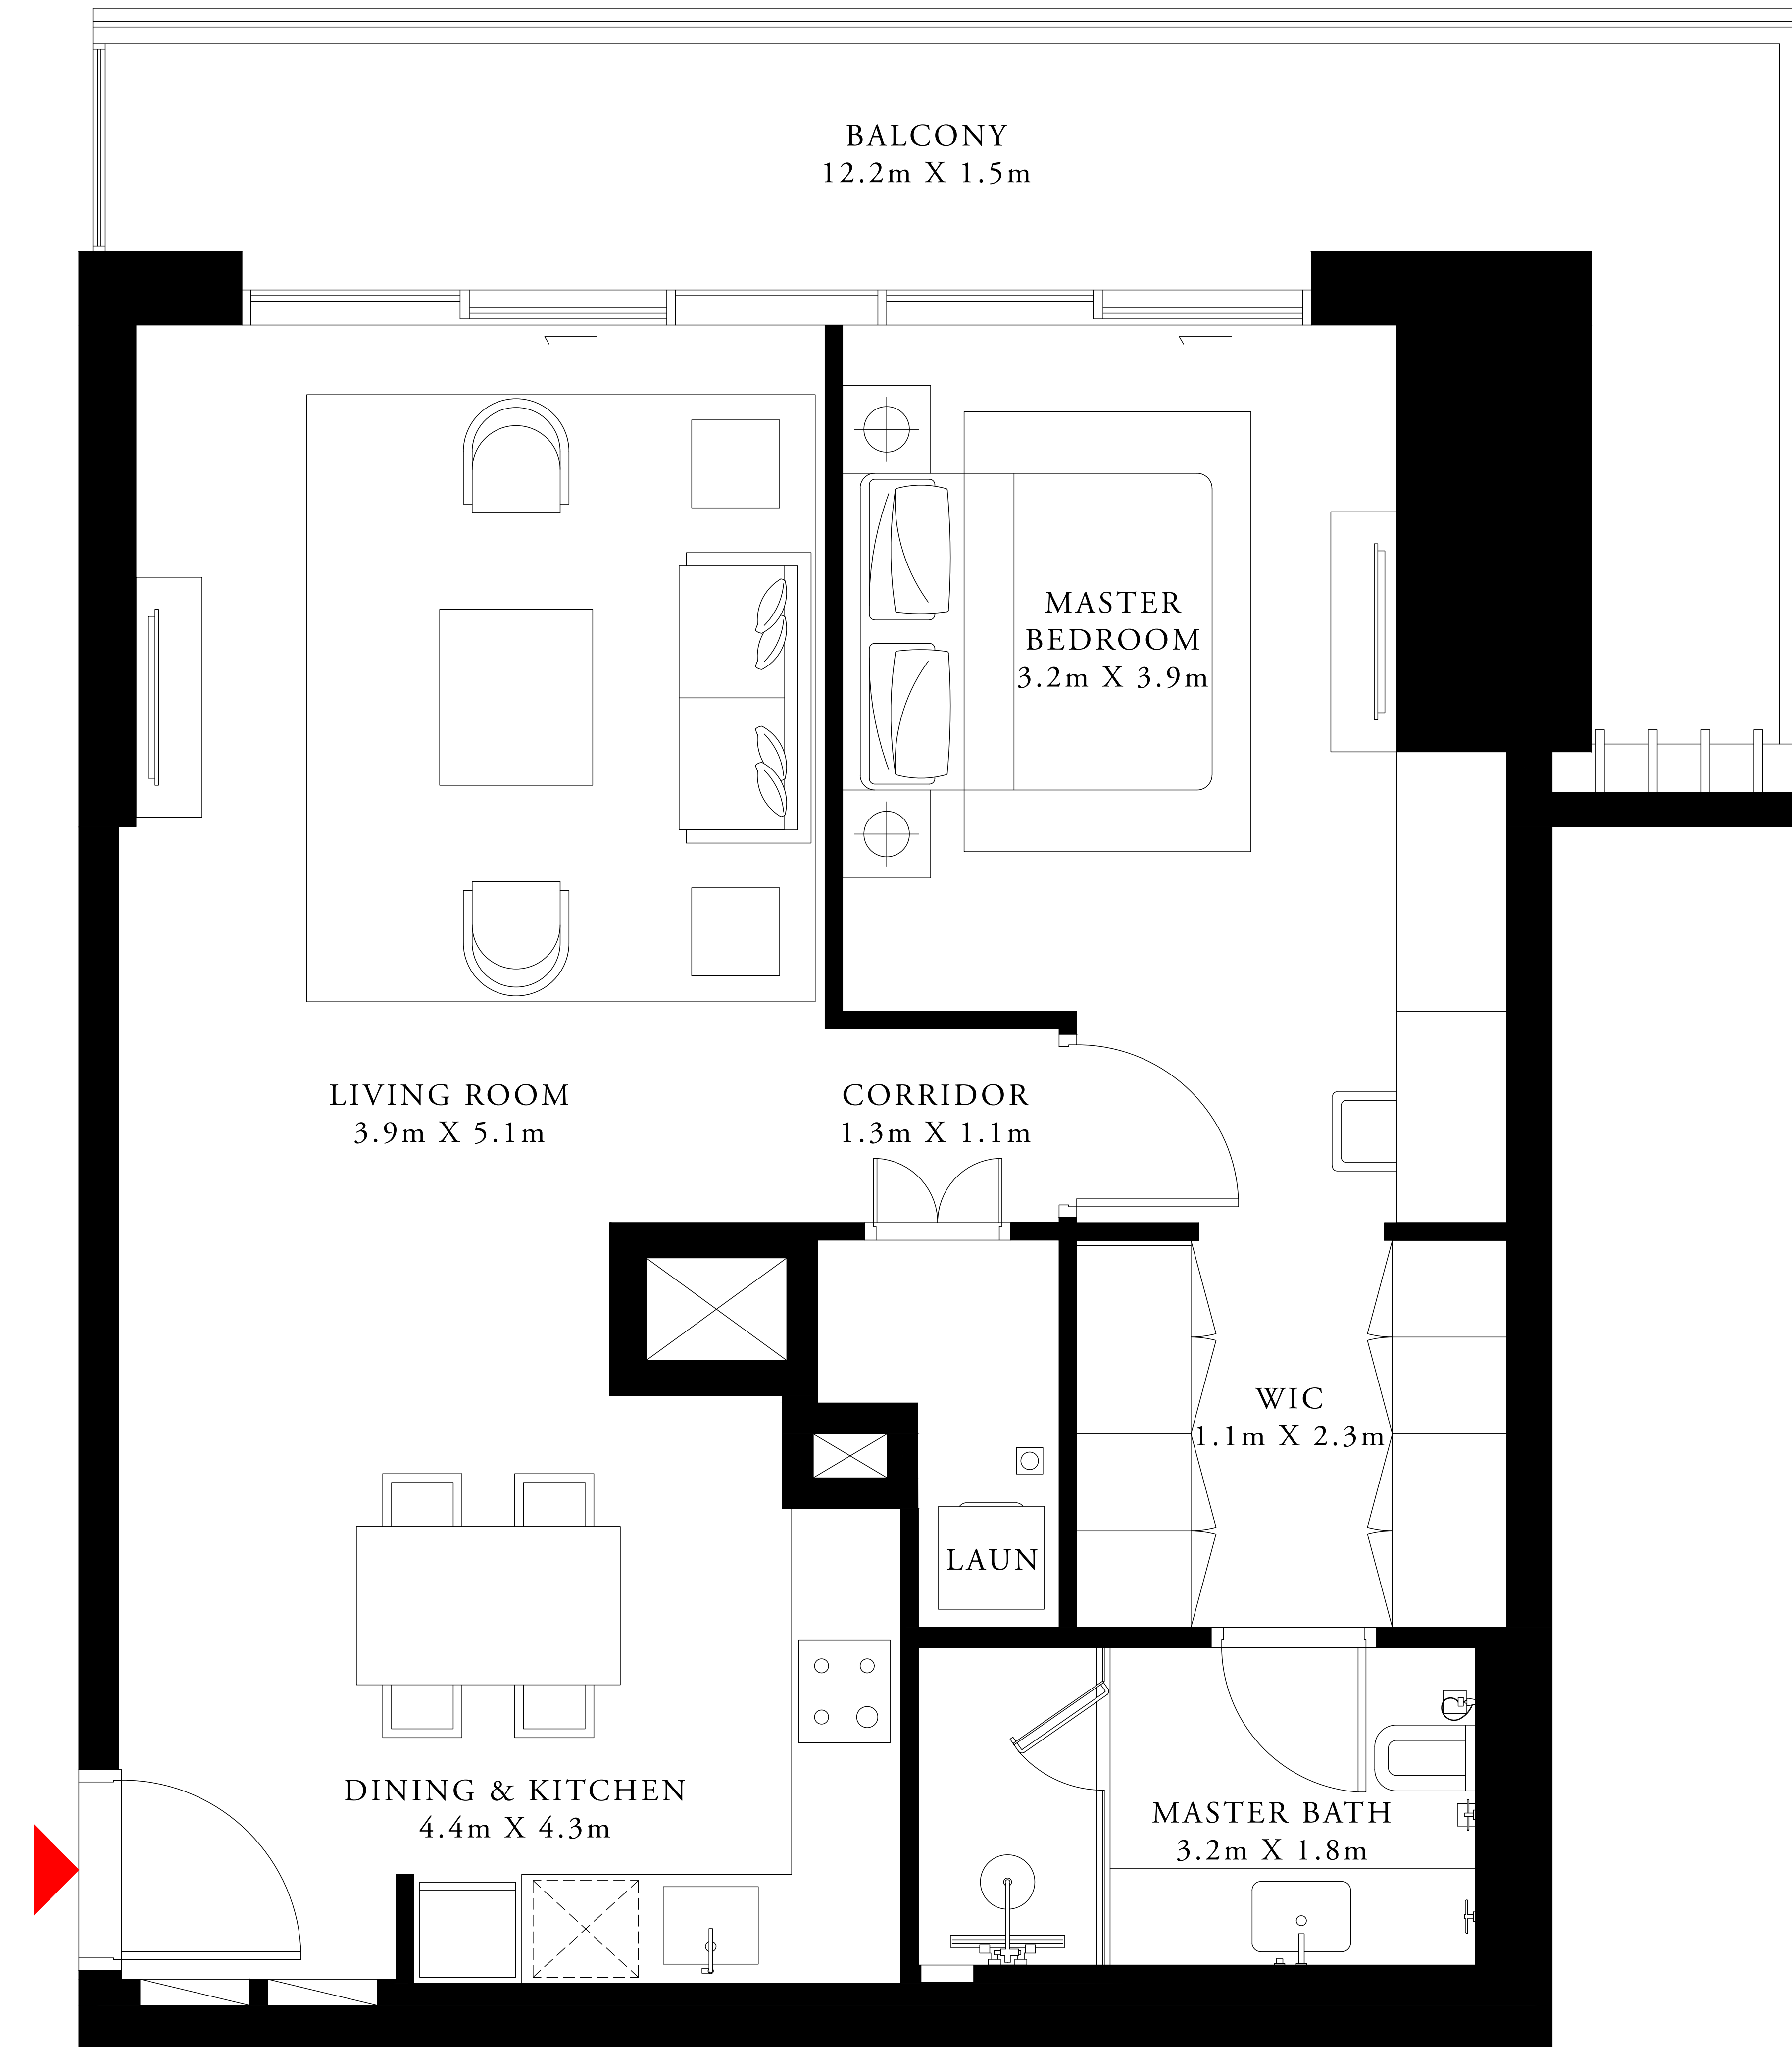 BALCONY
12.2m X 1.5m
MASTER
BEDROOM
3.2m X 3.9m
LIVING ROOM
3.9m X 5.1m
CORRIDOR
1.3m X 1.1m
WIC
1.1m X 2.3m
LAUN
DINING & KITCHEN
4.4m X 4.3m
MASTER BATH
3.2m X 1.8m